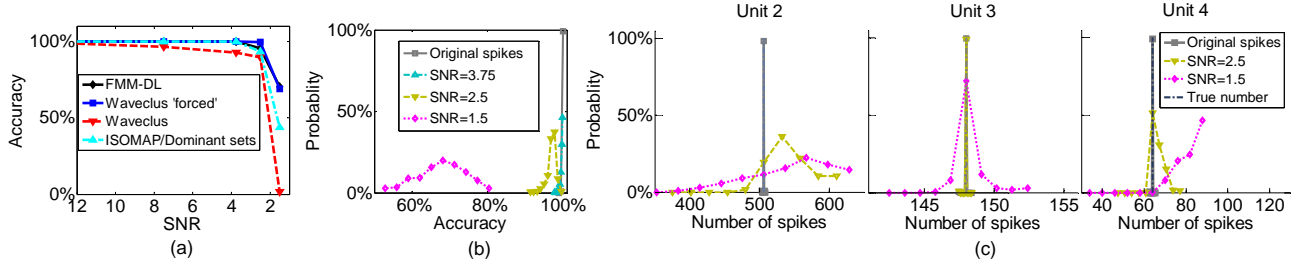 100%
50%
0%
Accuracy
12 10 8 6 4 2
SNR
FMM-DL
Waveclus 'forced'
Waveclus
ISOMAP/Dominant sets
(a)
100%
50%
0%
Probablity
60% 80% 100%
Accuracy
Original spikes
SNR=3.75
SNR=2.5
SNR=1.5
(b)
Unit 2
100%
50%
0%
Probablity
400 500 600
Number of spikes
Unit 3
145 150 155
Number of spikes
Unit 4
Original spikes
SNR=2.5
SNR=1.5
True number
40 60 80 100 120
Number of spikes
(c)